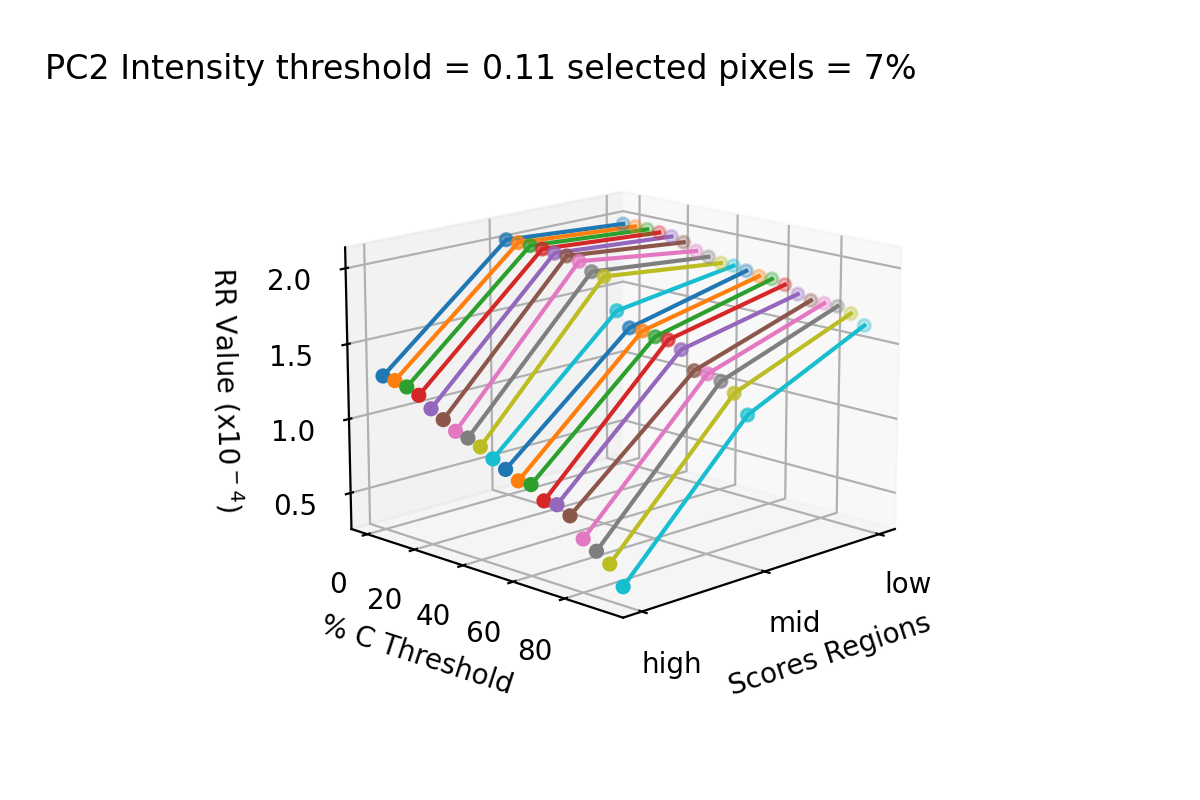 PC2 Intensity threshold = 0.11 selected pixels = 7%
RR Value (x10⁻⁴)
2.0
1.5
1.0
0.5
0
20
40
60
80
% C Threshold
high
mid
low
Scores Regions